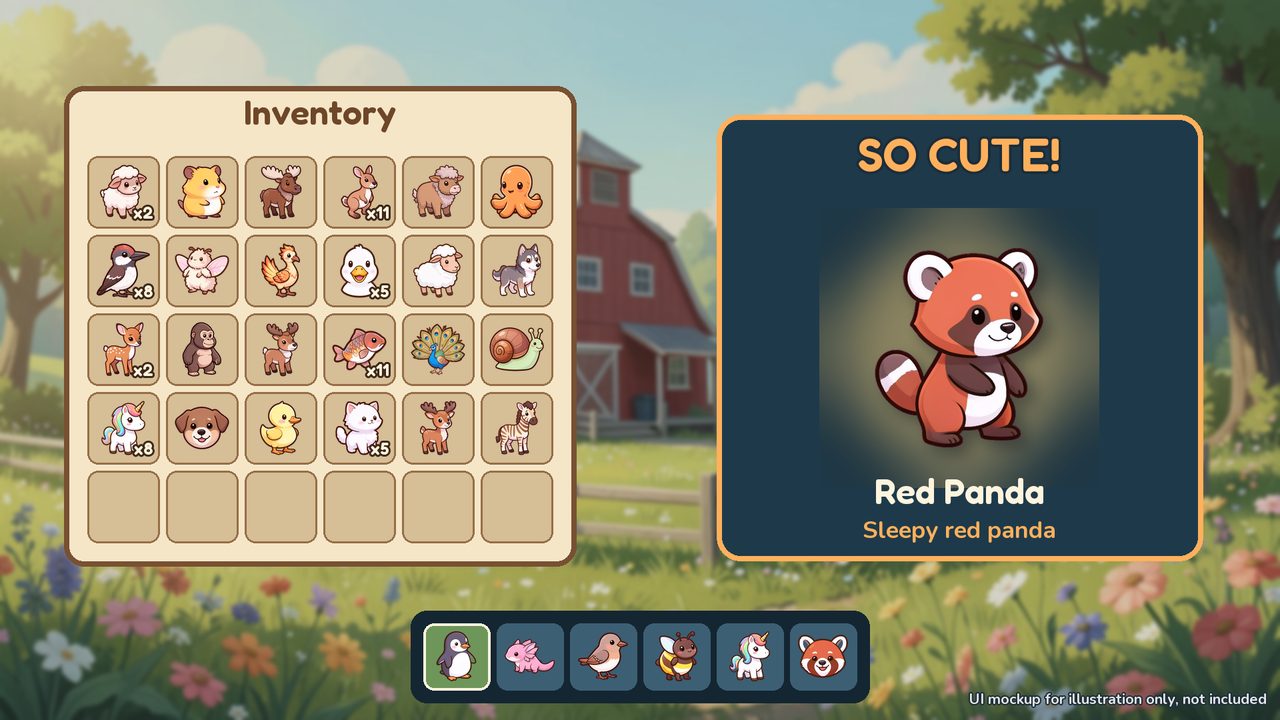 Inventory
x2
x11
x8
x5
x2
x11
x8
x5
SO CUTE!
Red Panda
Sleepy red panda
UI mockup for illustration only, not included